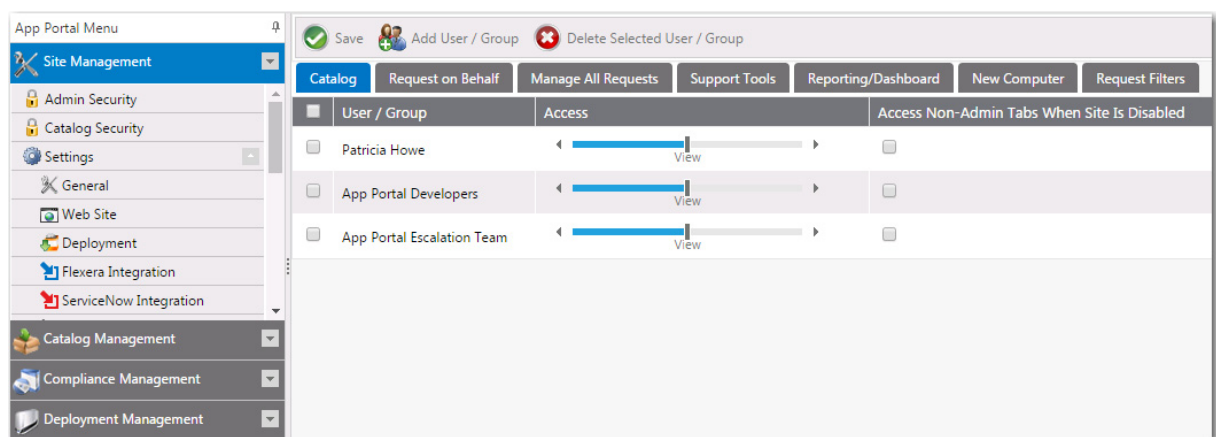 App Portal Menu
Site Management
Admin Security
Catalog Security
Settings
General
Web Site
Deployment
Flexera Integration
ServiceNow Integration
Catalog Management
Compliance Management
Deployment Management
Save Add User / Group Delete Selected User / Group
Catalog Request on Behalf Manage All Requests Support Tools Reporting/Dashboard New Computer Request Filters
User / Group Access Access Non-Admin Tabs When Site Is Disabled
Patricia Howe
View
App Portal Developers
View
App Portal Escalation Team
View